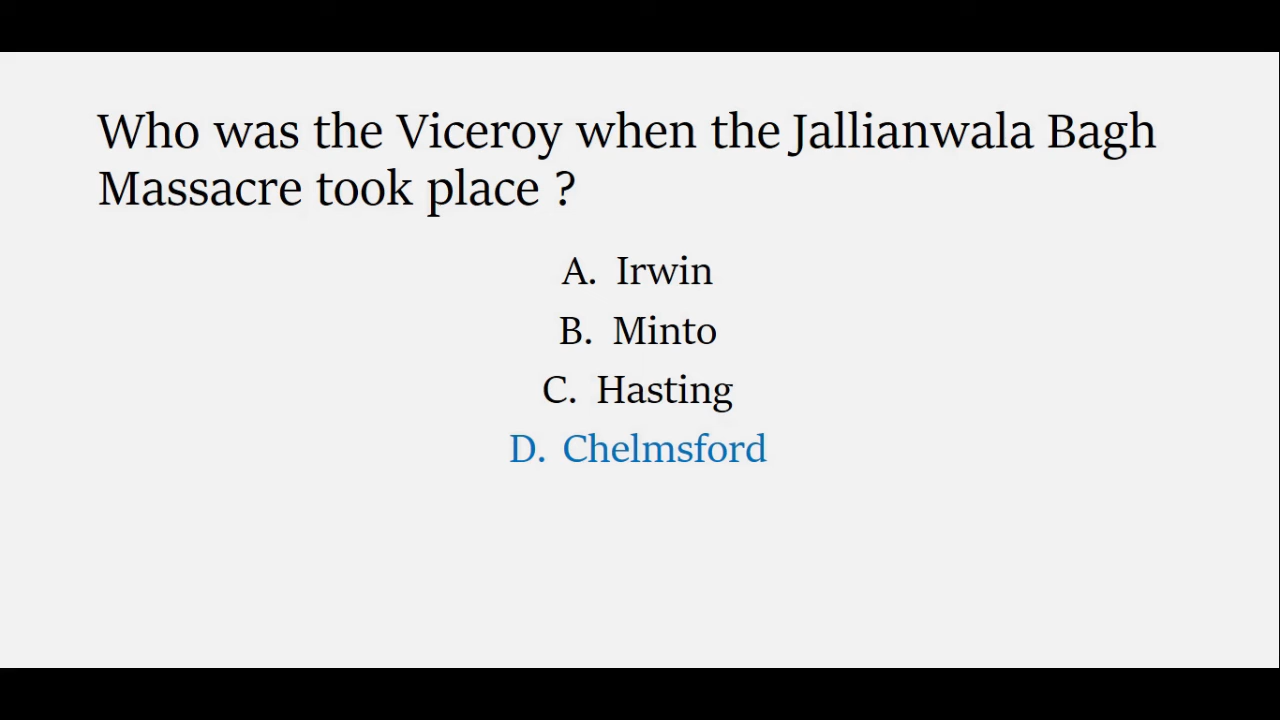 Who was the Viceroy when the Jallianwala Bagh
Massacre took place ?
A. Irwin
B. Minto
C. Hasting
D. Chelmsford